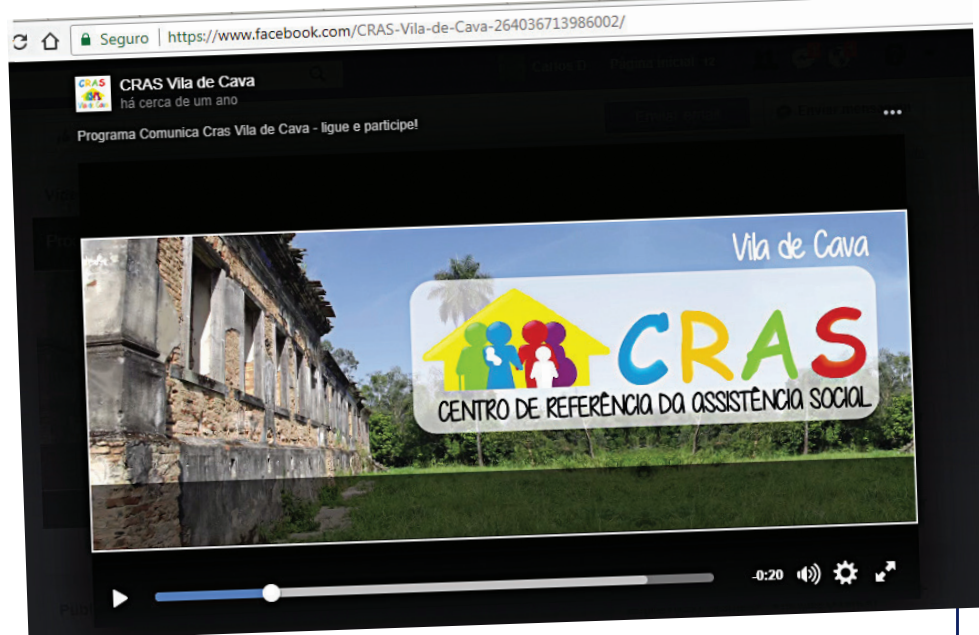 Seguro | https://www.facebook.com/CRAS-Vila-de-Cava-264036713986002/
CRAS Vila de Cava
há cerca de um ano
Programa Comunica Cras Vila de Cava - ligue e participe!
Vila de Cava
CRAS
CENTRO DE REFERÊNCIA DA ASSISTÊNCIA SOCIAL
-0:20